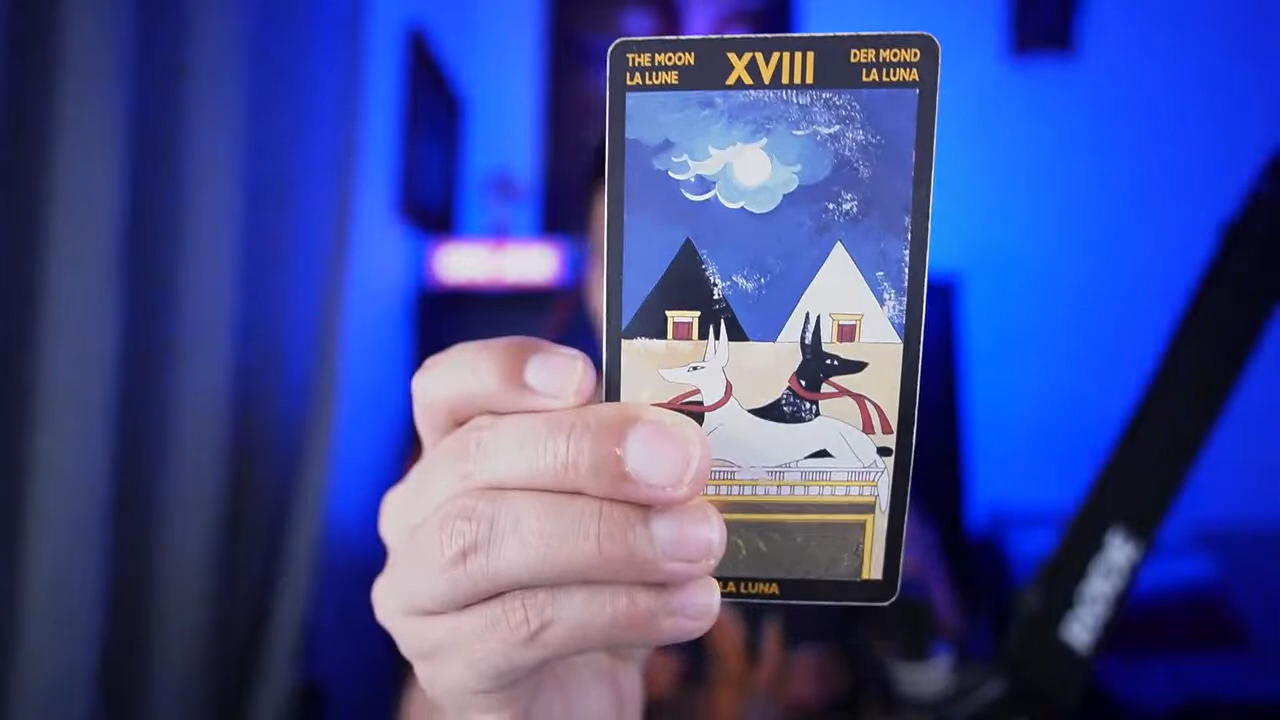 THE MOON
LA LUNE
XVIII
DER MOND
LA LUNA
LA LUNA